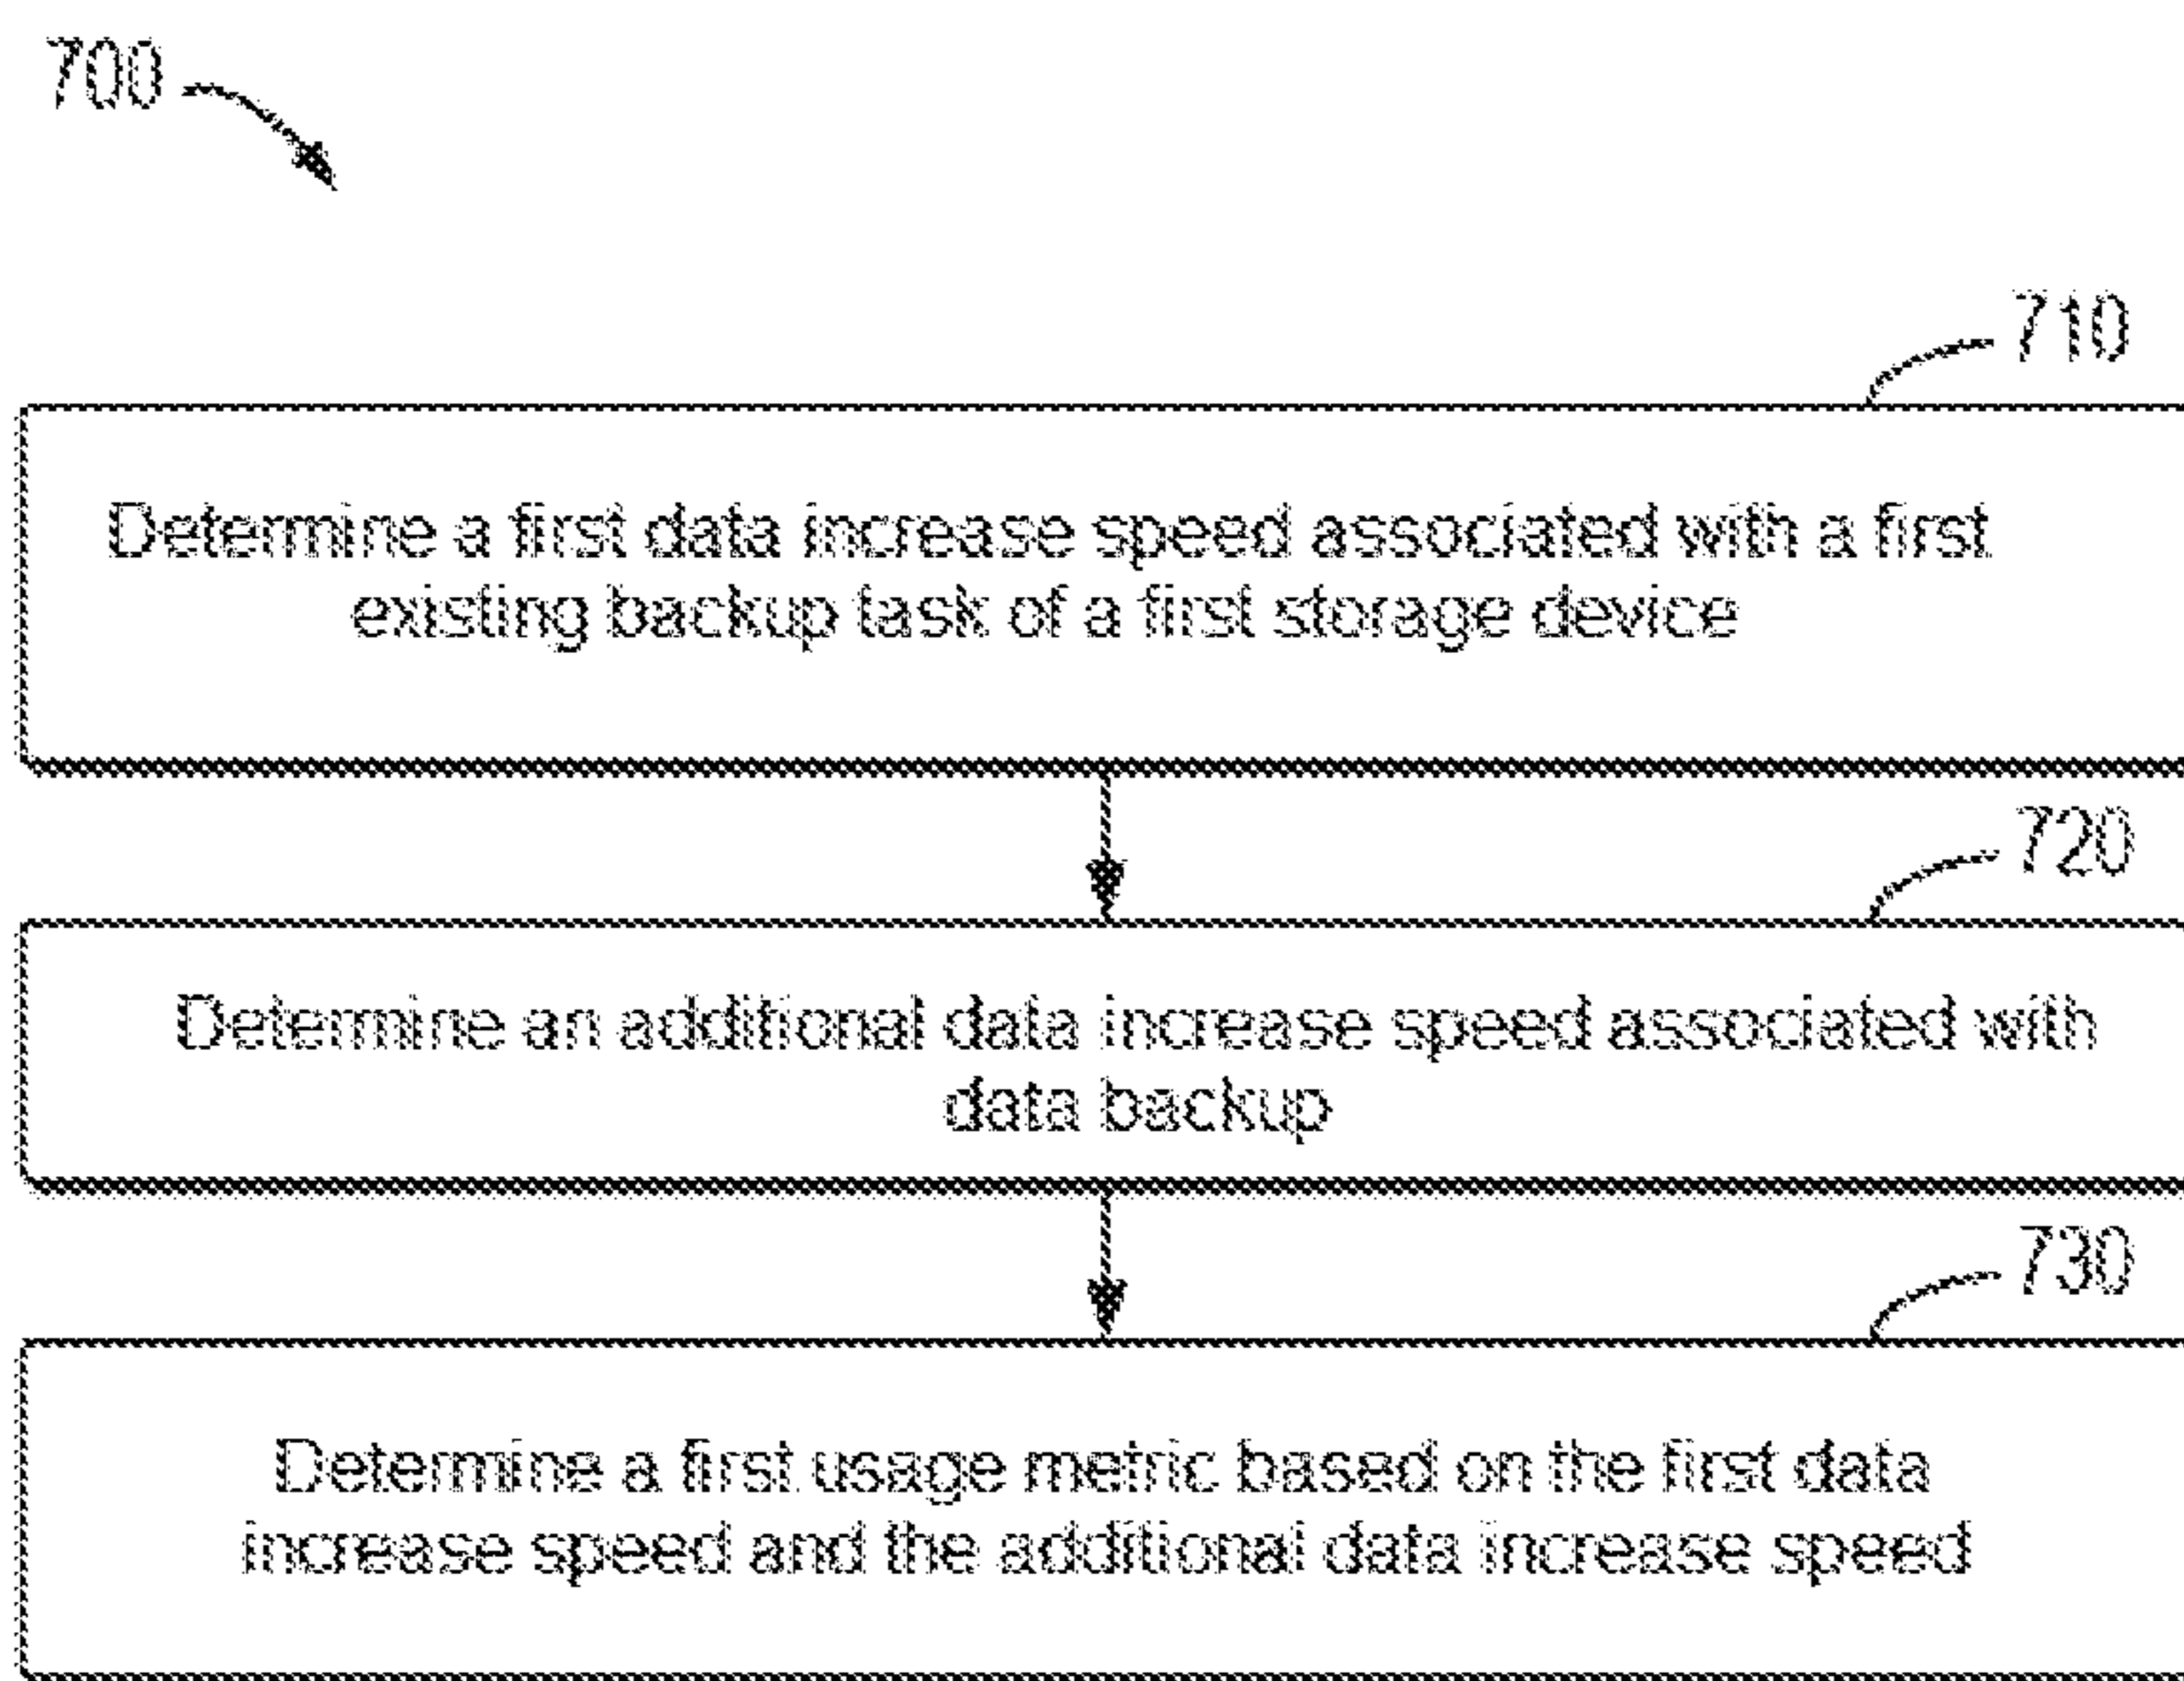 700
710
Determine a first data increase speed associated with a first
existing backup task of a first storage device
720
Determine an additional data increase speed associated with
data backup
730
Determine a first usage metric based on the first data
increase speed and the additional data increase speed